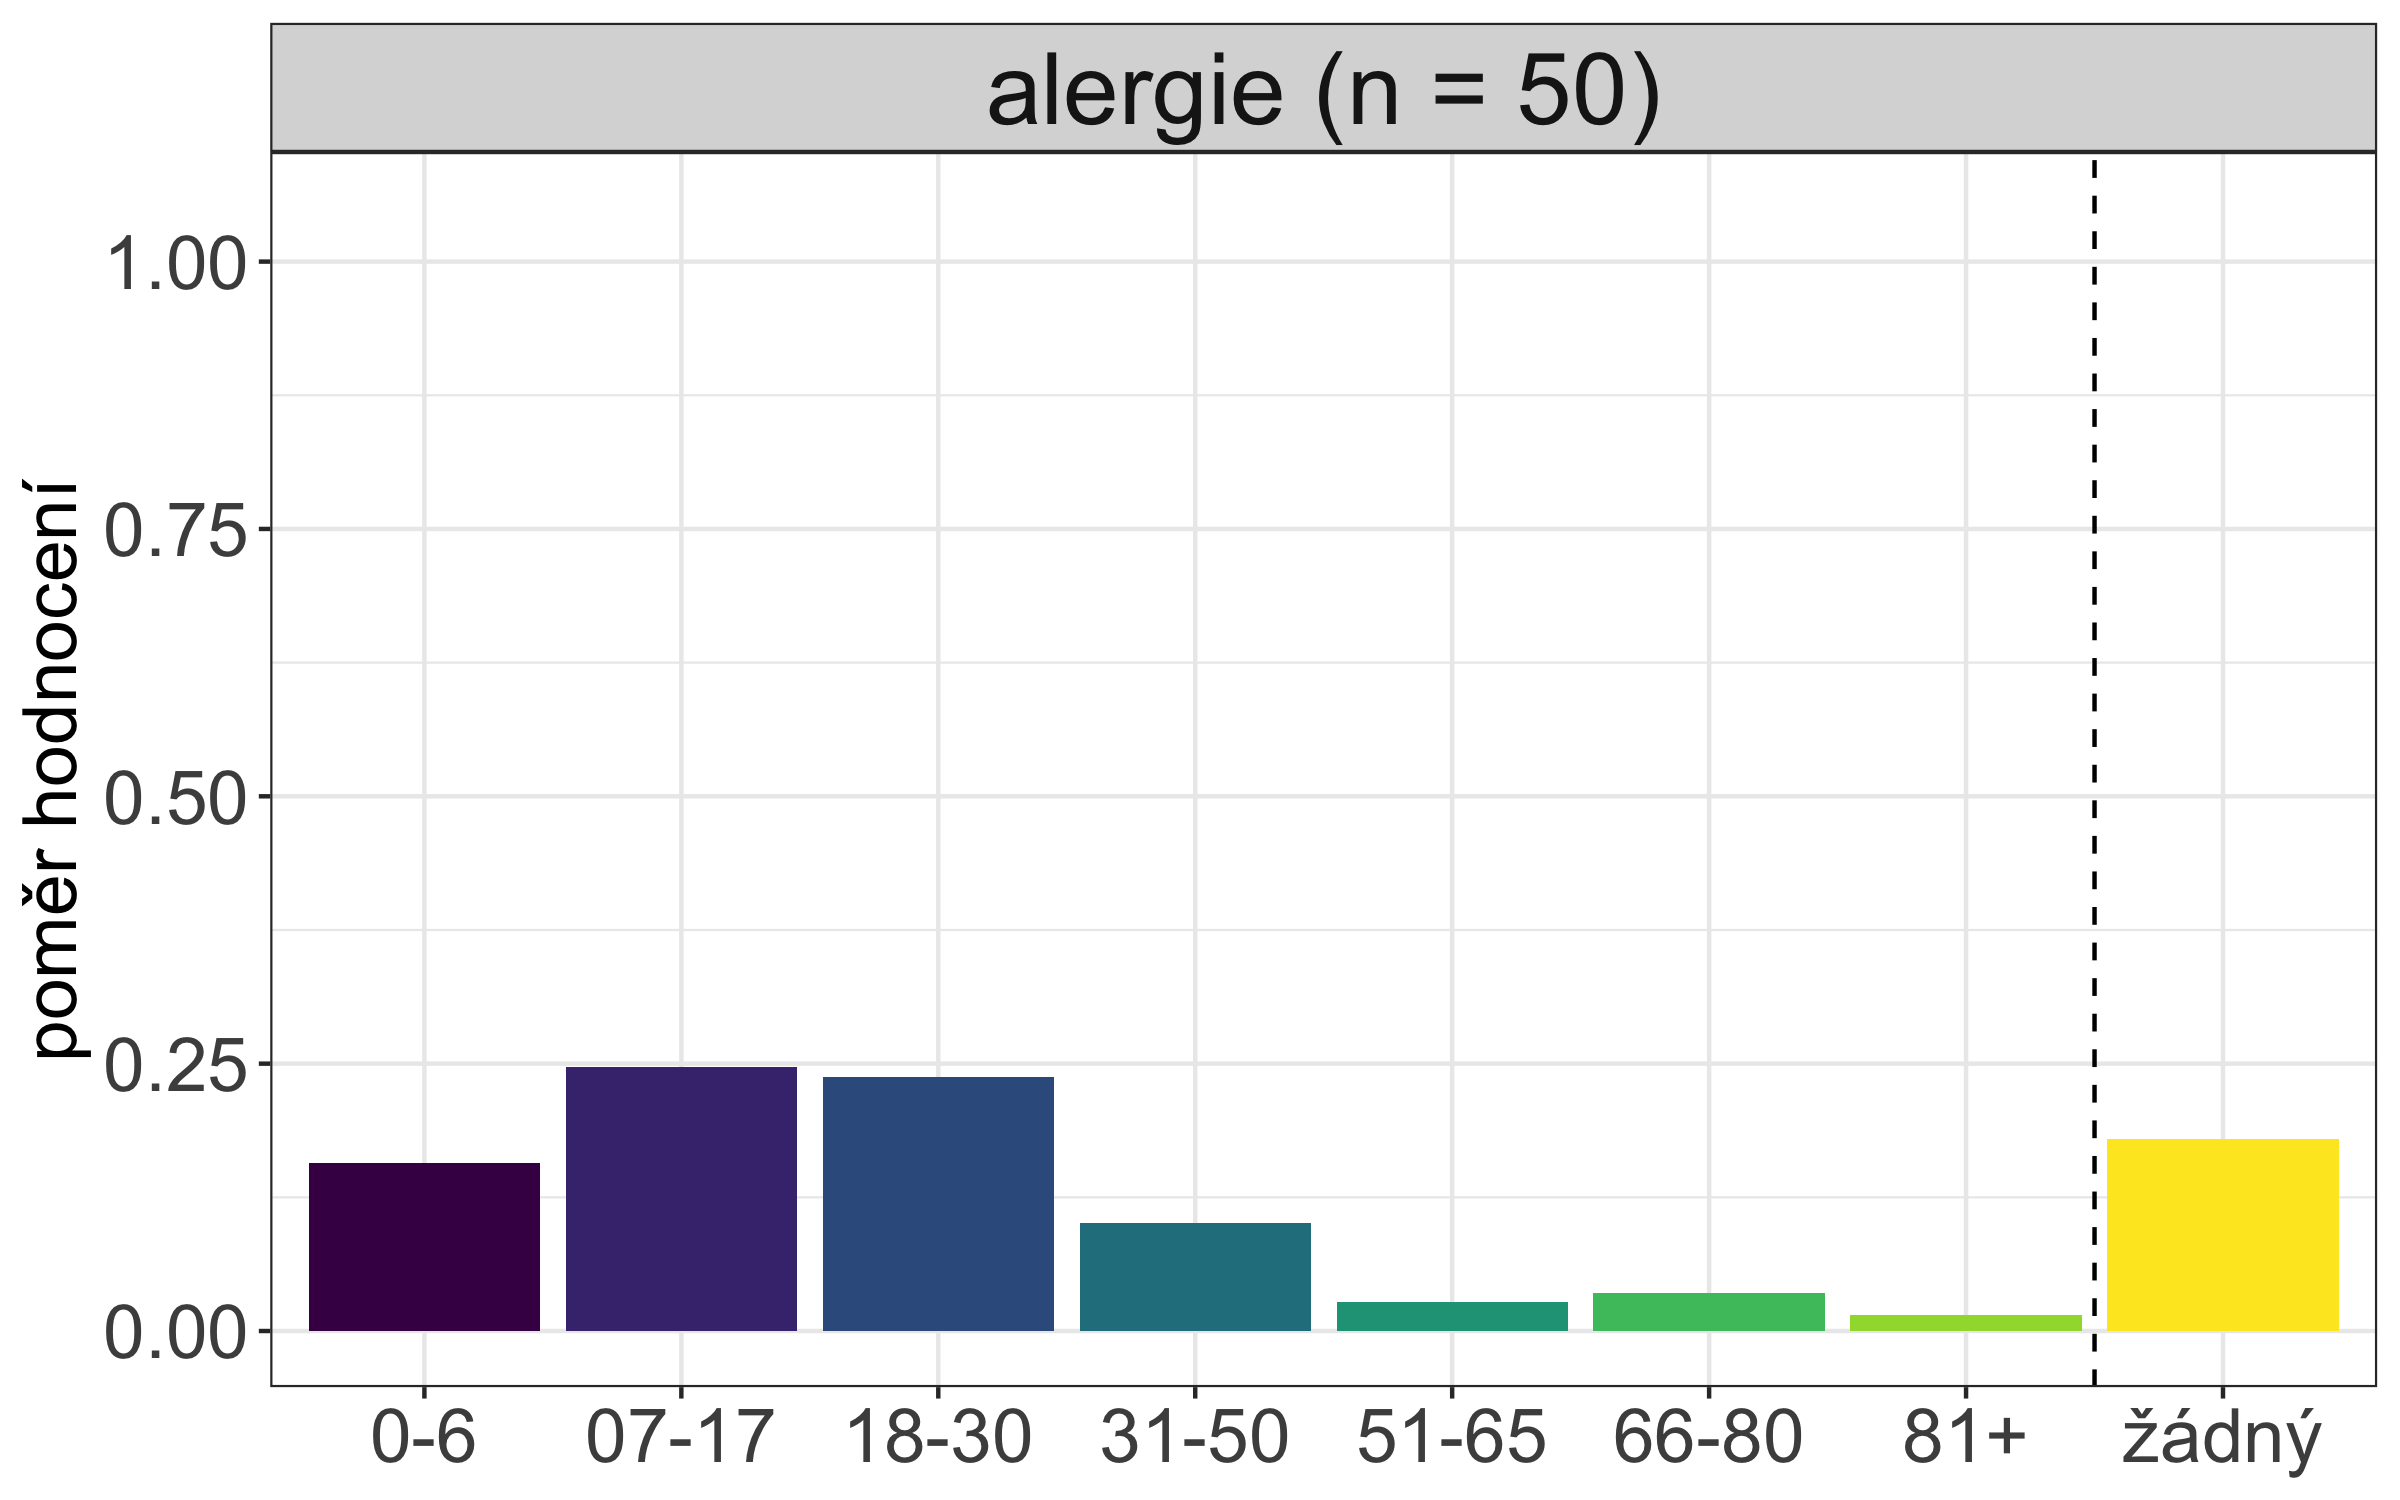 alergie (n = 50)
poměr hodnocení
1.00
0.75
0.50
0.25
0.00
0-6 07-17 18-30 31-50 51-65 66-80 81+ žádný